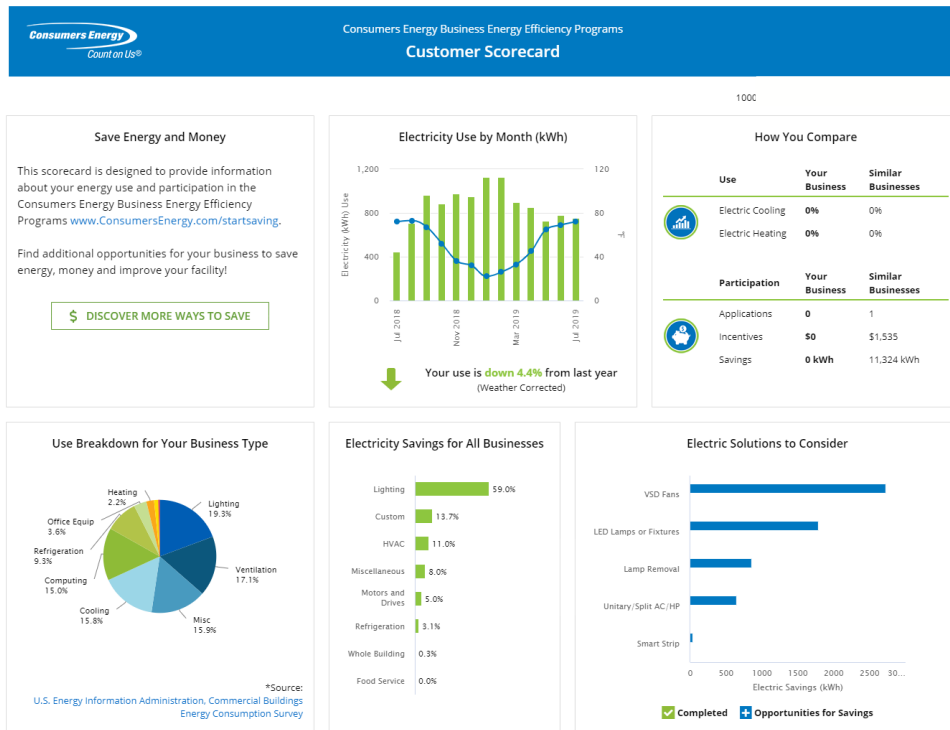 Consumers Energy
Count on Us®
Consumers Energy Business Energy Efficiency Programs
Customer Scorecard
1000
Save Energy and Money
This scorecard is designed to provide information
about your energy use and participation in the
Consumers Energy Business Energy Efficiency
Programs www.ConsumersEnergy.com/startsaving.
Find additional opportunities for your business to save
energy, money and improve your facility!
$ DISCOVER MORE WAYS TO SAVE
Electricity Use by Month (kWh)
1,200
800
400
0
Electricity (kWh) Use
120
80
40
0
°F
Jul 2018
Nov 2018
Mar 2019
Jul 2019
Your use is down 4.4% from last year
(Weather Corrected)
How You Compare
Use Your Business Similar Businesses
Electric Cooling 0% 0%
Electric Heating 0% 0%
Participation Your Business Similar Businesses
Applications 0 1
Incentives $0 $1,535
Savings 0 kWh 11,324 kWh
Use Breakdown for Your Business Type
Heating
2.2%
Office Equip
3.6%
Refrigeration
9.3%
Computing
15.0%
Cooling
15.8%
Lighting
19.3%
Ventilation
17.1%
Misc
15.9%
*Source:
U.S. Energy Information Administration, Commercial Buildings
Energy Consumption Survey
Electricity Savings for All Businesses
Lighting 59.0%
Custom 13.7%
HVAC 11.0%
Miscellaneous 8.0%
Motors and
Drives 5.0%
Refrigeration 3.1%
Whole Building 0.3%
Food Service 0.0%
Electric Solutions to Consider
VSD Fans
LED Lamps or Fixtures
Lamp Removal
Unitary/Split AC/HP
Smart Strip
0 500 1000 1500 2000 2500 30...
Electric Savings (kWh)
Completed Opportunities for Savings